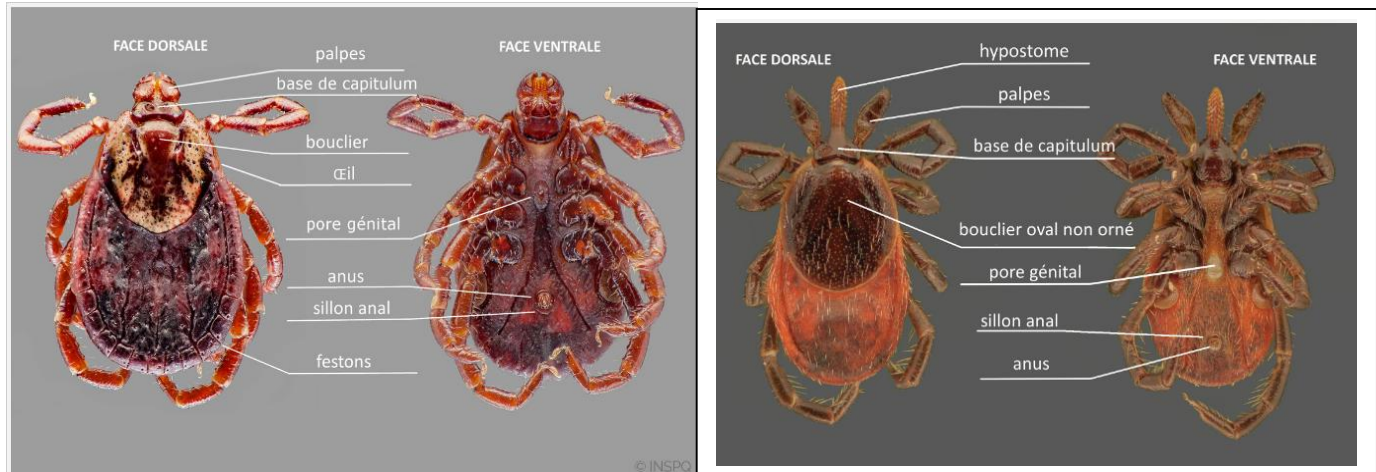 FACE DORSALE
FACE VENTRALE
palpes
base de capitulum
bouclier
Œil
pore génital
anus
sillon anal
festons
© INSPQ
FACE DORSALE
FACE VENTRALE
hypostome
palpes
base de capitulum
bouclier oval non orné
pore génital
sillon anal
anus